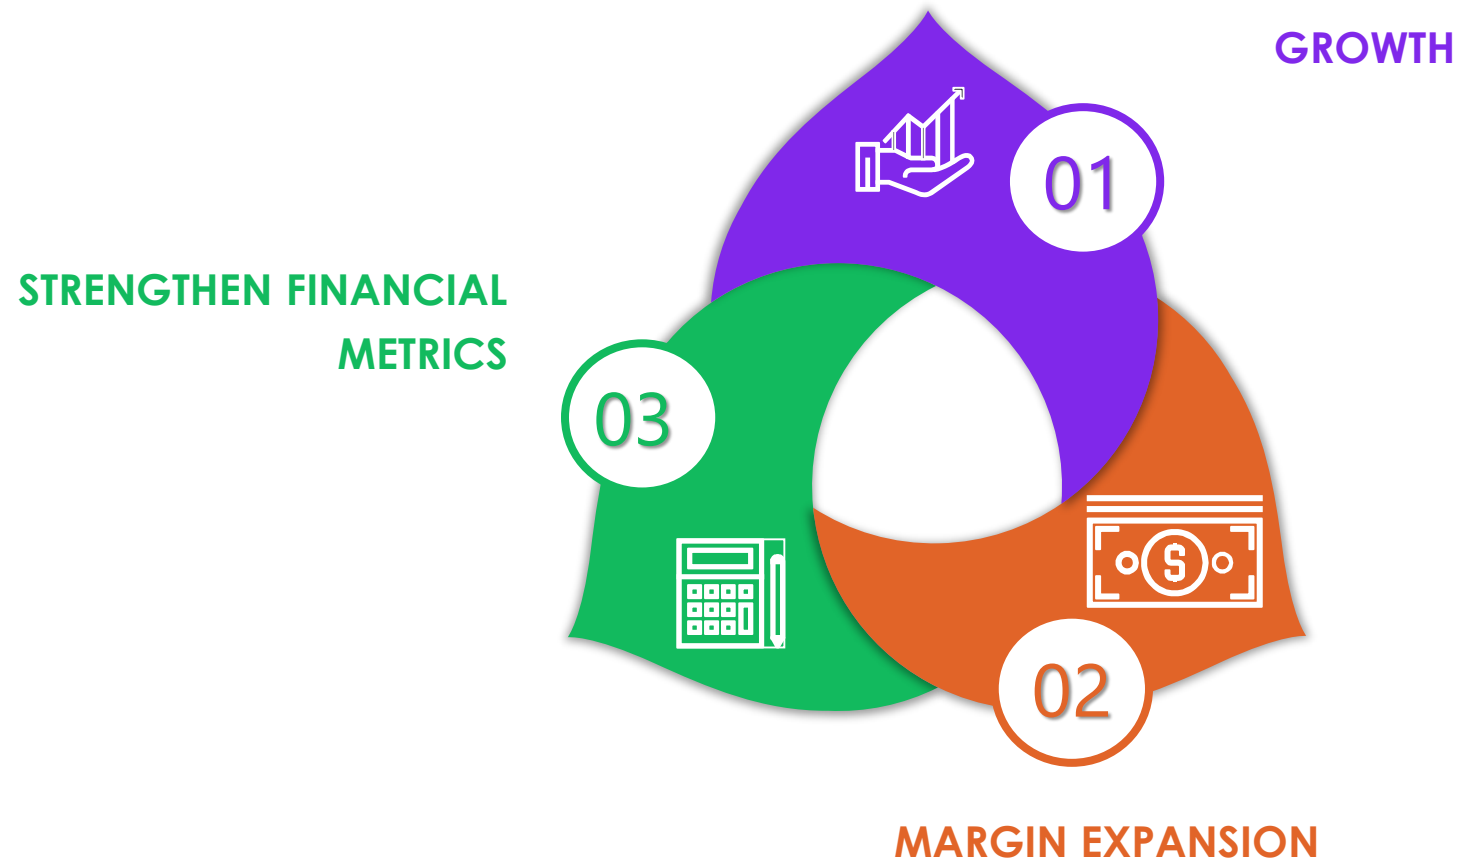 GROWTH
01
STRENGTHEN FINANCIAL
METRICS
03
$
02
MARGIN EXPANSION